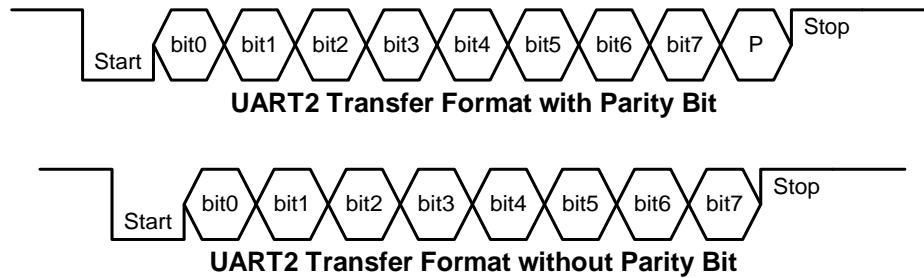 Start bit0 bit1 bit2 bit3 bit4 bit5 bit6 bit7 P Stop
UART2 Transfer Format with Parity Bit
Start bit0 bit1 bit2 bit3 bit4 bit5 bit6 bit7 Stop
UART2 Transfer Format without Parity Bit